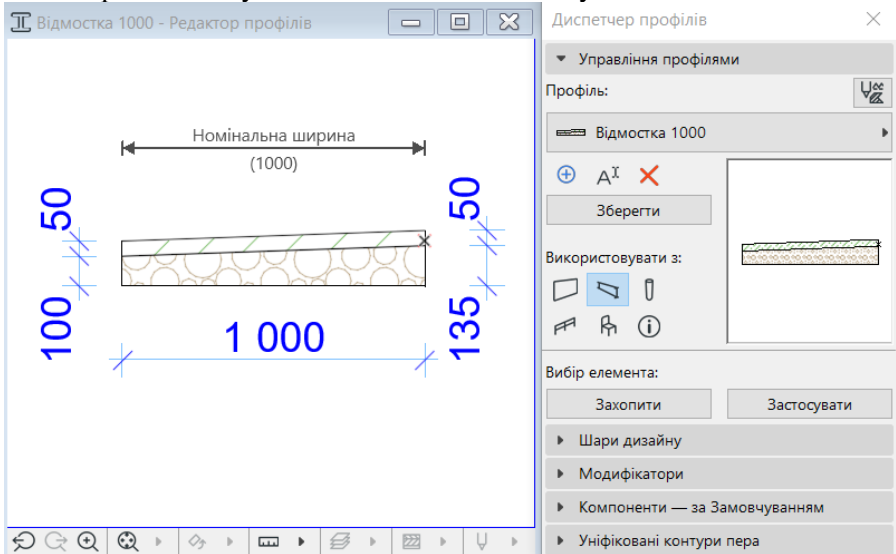 Відмостка 1000 - Редактор профілів
Номінальна ширина
(1000)
50
50
100
135
1 000
Диспетчер профілів
Управління профілями
Профіль:
Відмостка 1000
Зберегти
Використовувати з:
Вибір елемента:
Захопити
Застосувати
Шари дизайну
Модифікатори
Компоненти — за Замовчуванням
Уніфіковані контури пера